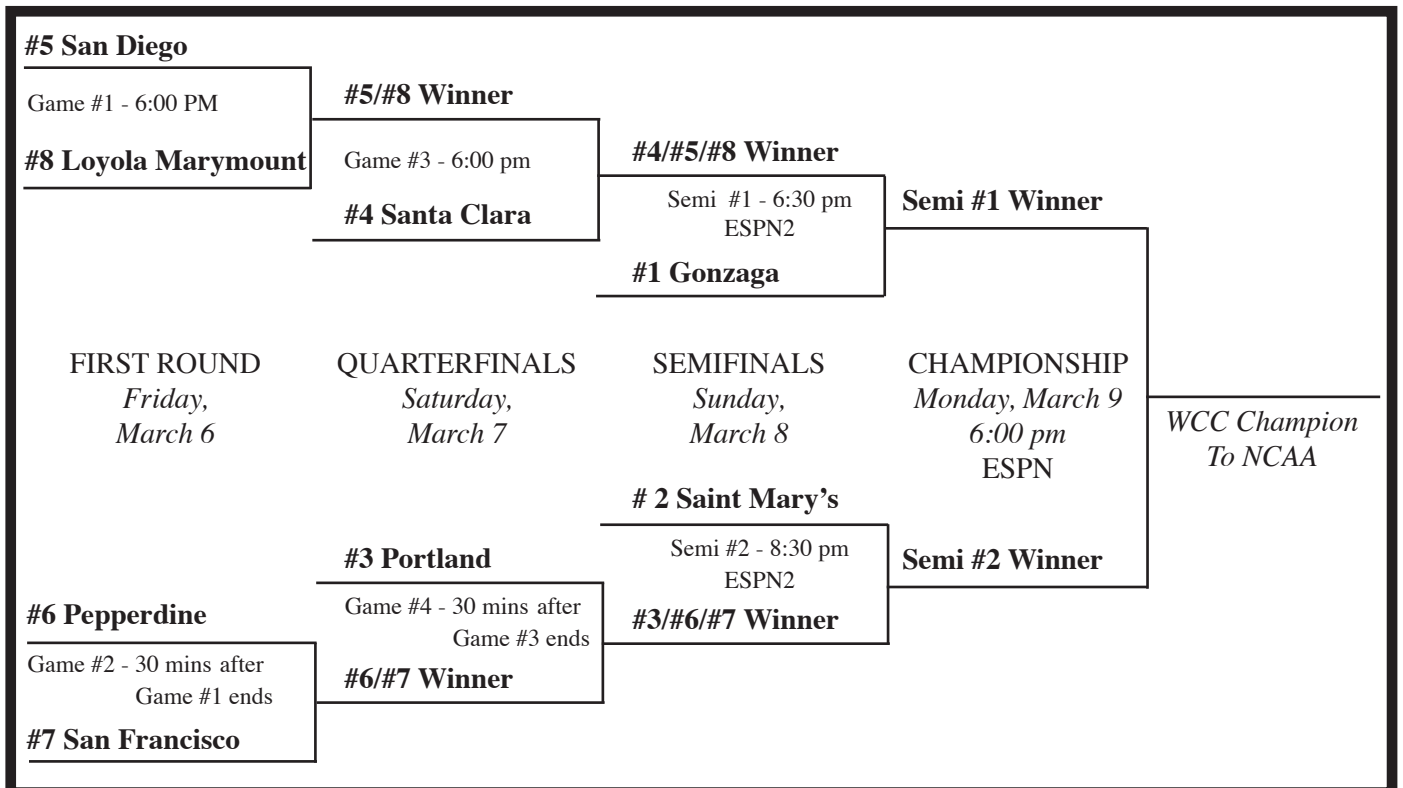 #5 San Diego
Game #1 - 6:00 PM
#8 Loyola Marymount
#5/#8 Winner
Game #3 - 6:00 pm
#4 Santa Clara
#4/#5/#8 Winner
Semi #1 - 6:30 pm
ESPN2
#1 Gonzaga
Semi #1 Winner
FIRST ROUND
Friday,
March 6
QUARTERFINALS
Saturday,
March 7
SEMIFINALS
Sunday,
March 8
CHAMPIONSHIP
Monday, March 9
6:00 pm
ESPN
WCC Champion
To NCAA
# 2 Saint Mary’s
Semi #2 - 8:30 pm
ESPN2
#3/#6/#7 Winner
Semi #2 Winner
#3 Portland
Game #4 - 30 mins after
Game #3 ends
#6/#7 Winner
#6 Pepperdine
Game #2 - 30 mins after
Game #1 ends
#7 San Francisco